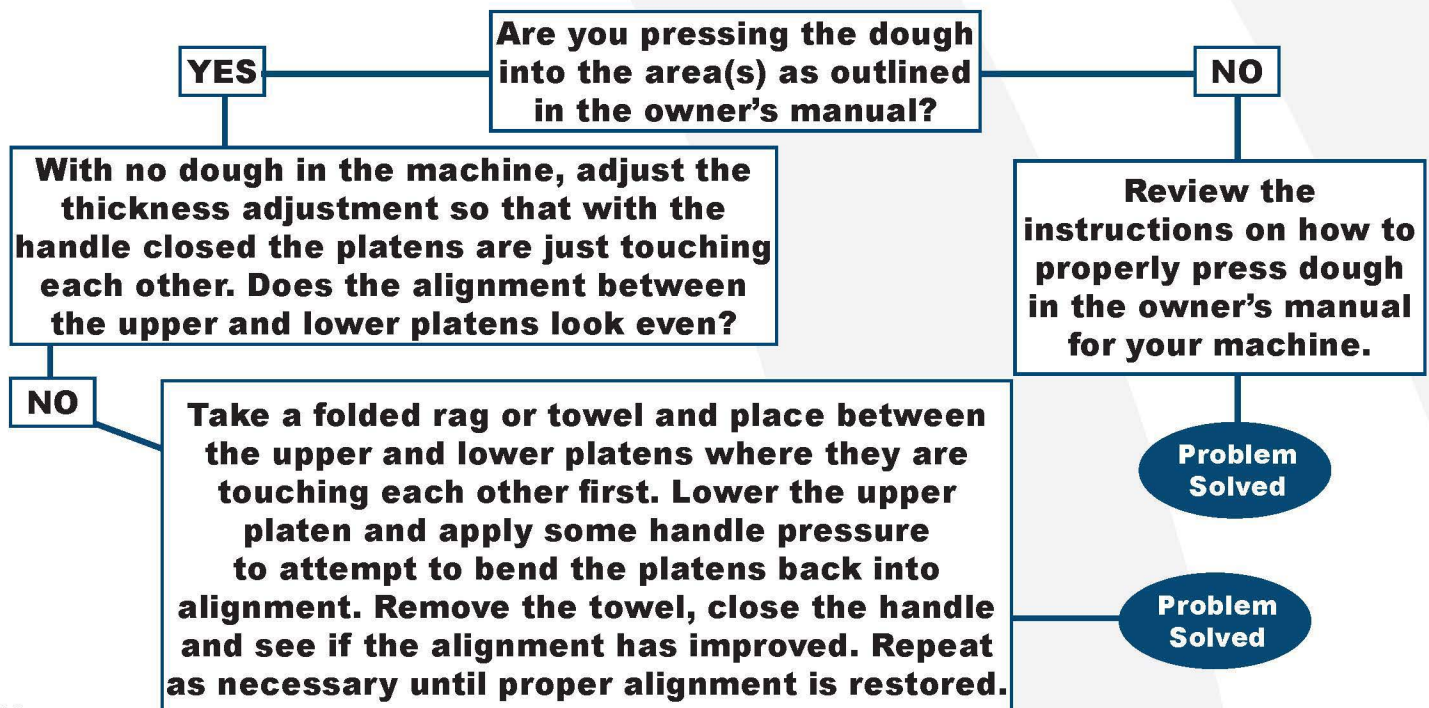 Are you pressing the dough
into the area(s) as outlined
in the owner's manual?
YES
NO
With no dough in the machine, adjust the
thickness adjustment so that with the
handle closed the platens are just touching
each other. Does the alignment between
the upper and lower platens look even?
Review the
instructions on how to
properly press dough
in the owner's manual
for your machine.
NO
Take a folded rag or towel and place between
the upper and lower platens where they are
touching each other first. Lower the upper
platen and apply some handle pressure
to attempt to bend the platens back into
alignment. Remove the towel, close the handle
and see if the alignment has improved. Repeat
as necessary until proper alignment is restored.
Problem
Solved
Problem
Solved